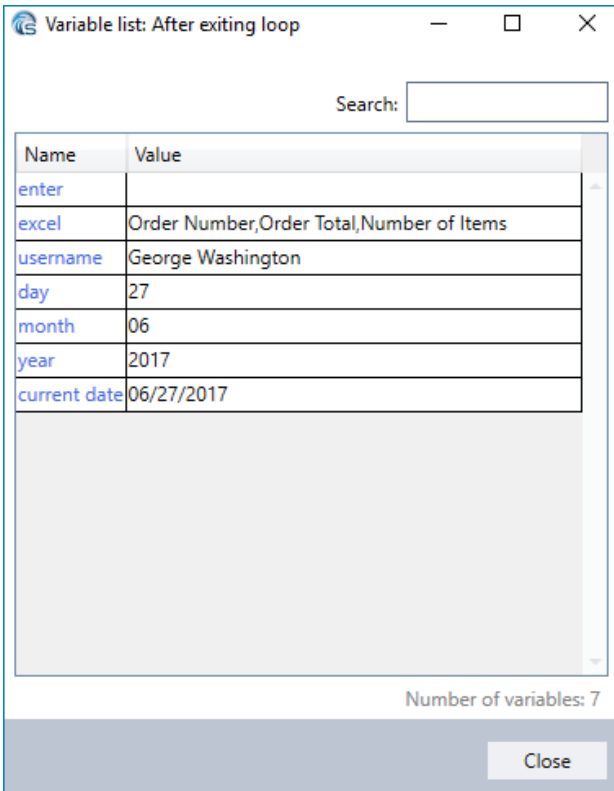 Variable list: After exiting loop
Search:
Name Value
enter
excel Order Number,Order Total,Number of Items
username George Washington
day 27
month 06
year 2017
current date 06/27/2017
Number of variables: 7
Close